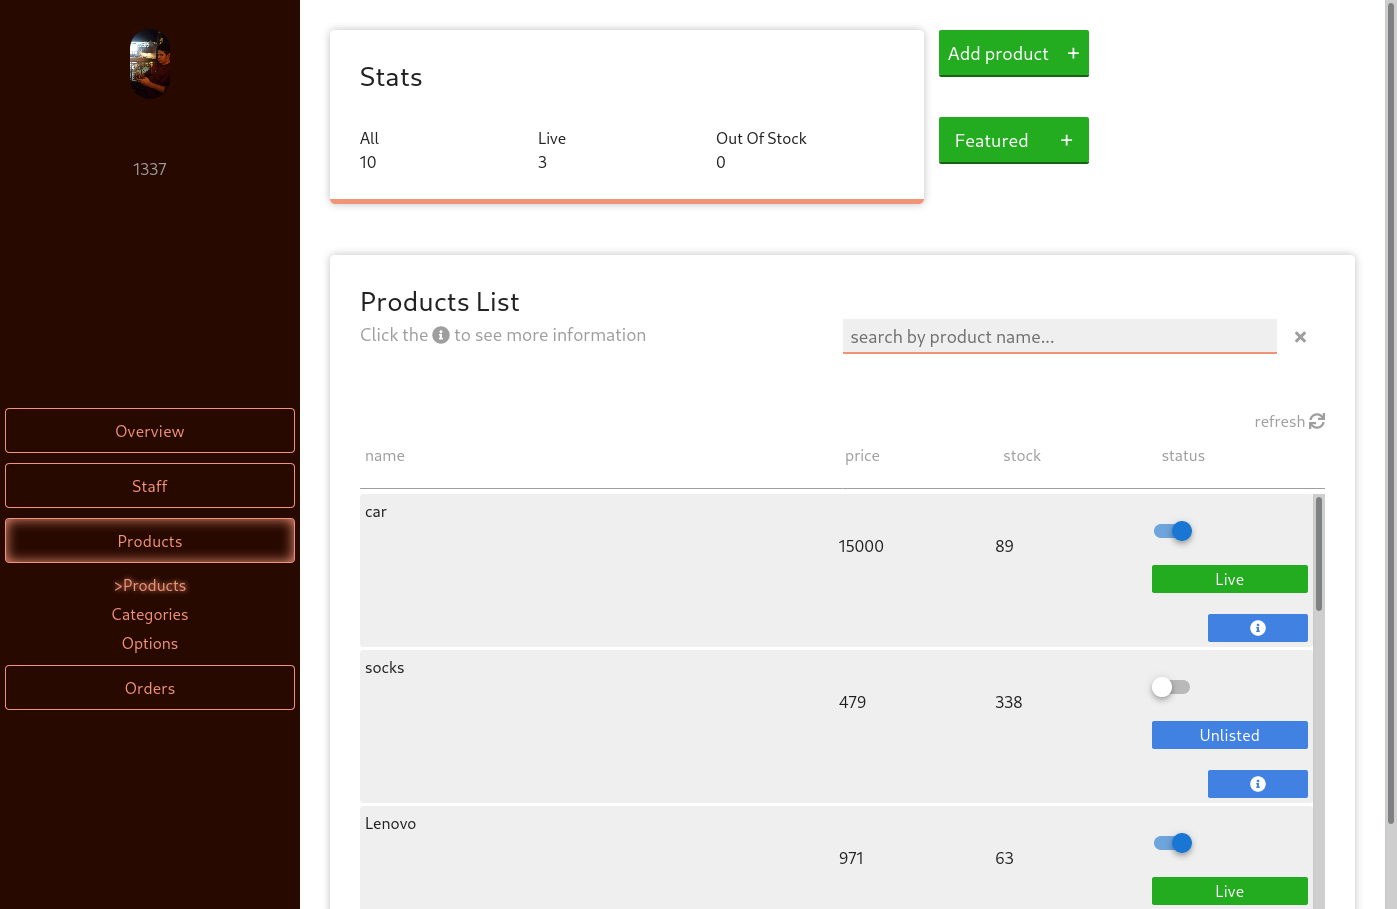 1337
Overview
Staff
Products
>Products
Categories
Options
Orders
Stats
All Live Out Of Stock
10 3 0
Add product +
Featured +
Products List
Click the i to see more information
search by product name...
refresh
name price stock status
car
15000 89
Live
socks
479 338
Unlisted
Lenovo
971 63
Live